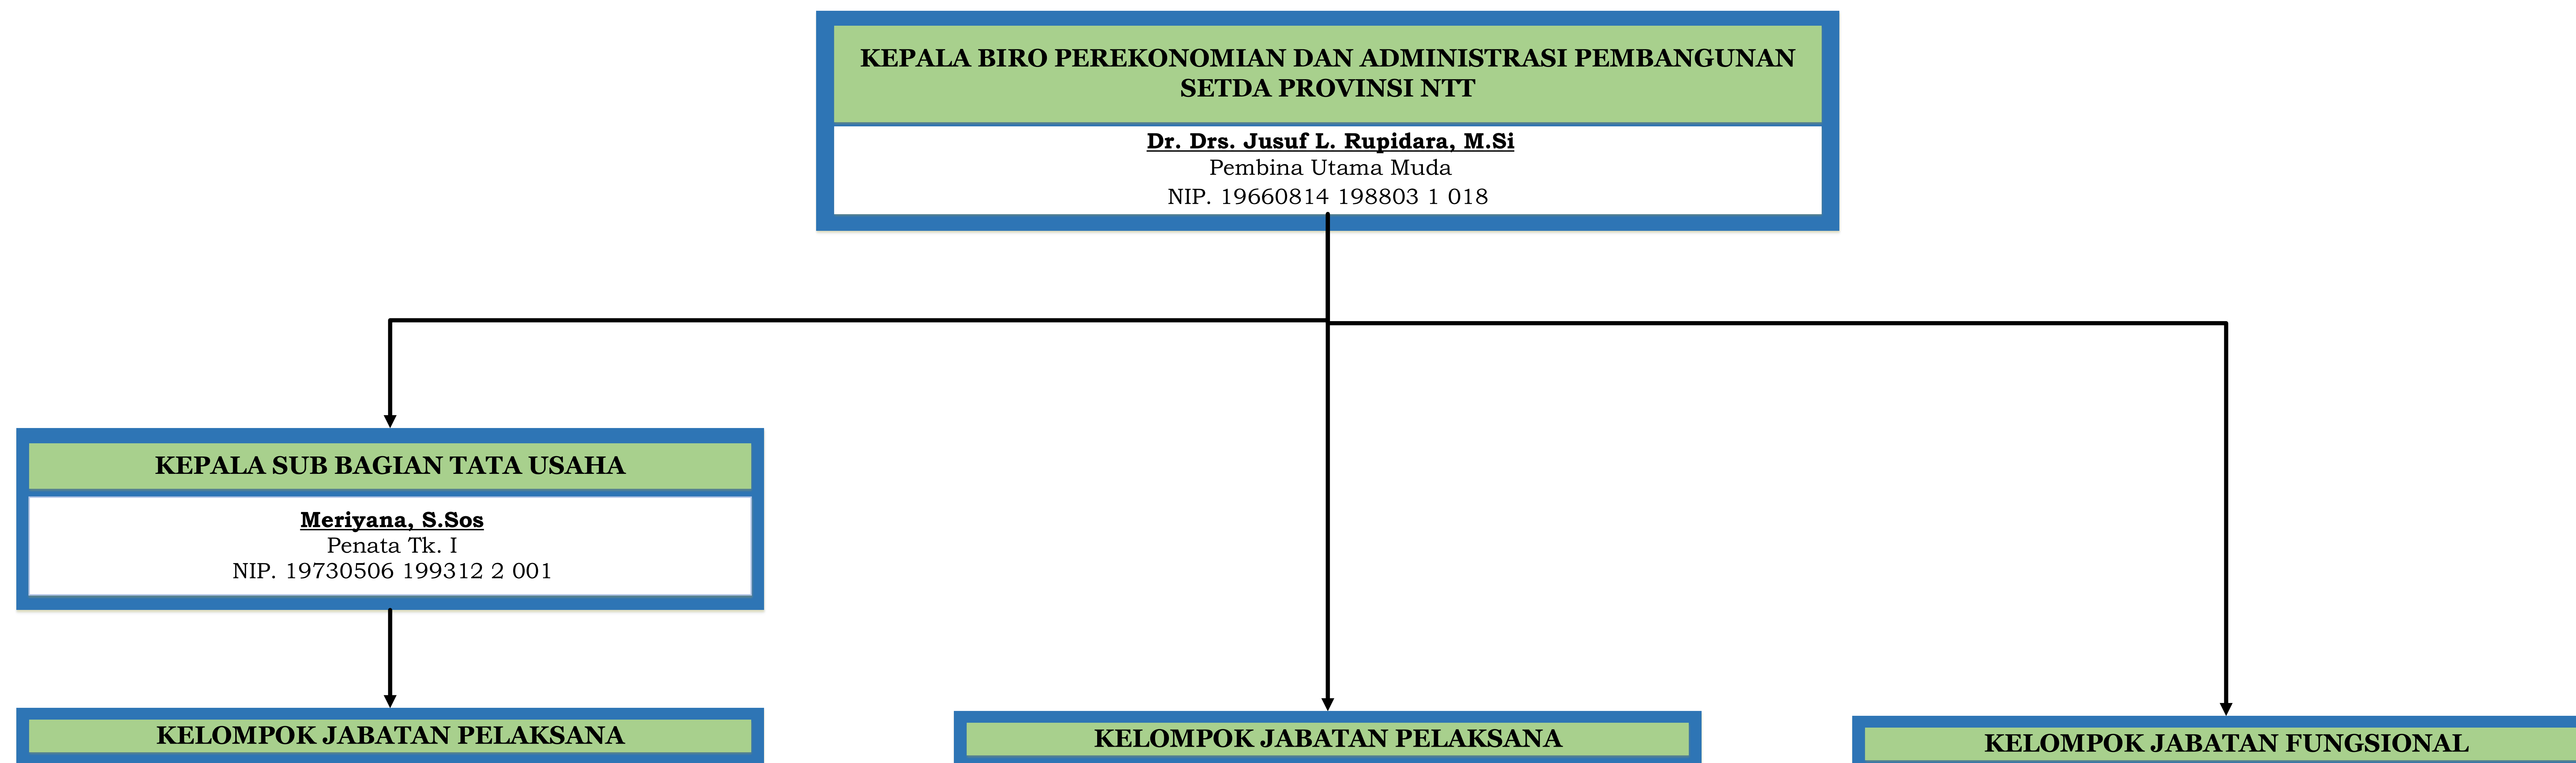 KEPALA BIRO PEREKONOMIAN DAN ADMINISTRASI PEMBANGUNAN
SETDA PROVINSI NTT
Dr. Drs. Jusuf L. Rupidara, M.Si
Pembina Utama Muda
NIP. 19660814 198803 1 018
KEPALA SUB BAGIAN TATA USAHA
Meriyana, S.Sos
Penata Tk. I
NIP. 19730506 199312 2 001
KELOMPOK JABATAN PELAKSANA
KELOMPOK JABATAN PELAKSANA
KELOMPOK JABATAN FUNGSIONAL